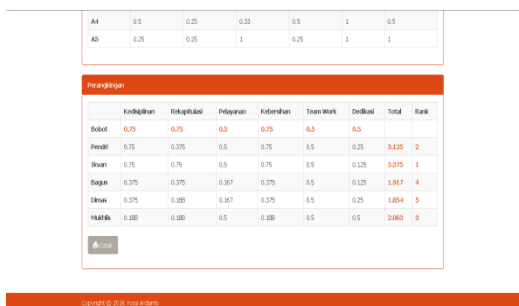 A4 0.5 0.25 0.33 0.5 1 0.5
A5 0.25 0.25 1 0.25 1 1
Perangkingan
Kedisiplinan Rekapitulasi Pelayanan Kebersihan Team Work Dedikasi Total Rank
Bobot 0.75 0.75 0.5 0.75 0.5 0.5
Pendri 0.75 0.375 0.5 0.75 0.5 0.25 3.125 2
Ikvan 0.75 0.75 0.5 0.75 0.5 0.125 3.375 1
Bagus 0.375 0.375 0.167 0.375 0.5 0.125 1.917 4
Dimas 0.375 0.188 0.167 0.375 0.5 0.25 1.854 5
Mukhlis 0.188 0.188 0.5 0.188 0.5 0.5 2.063 3
Cetak
Copyright © 2016 Yossi Ardianto